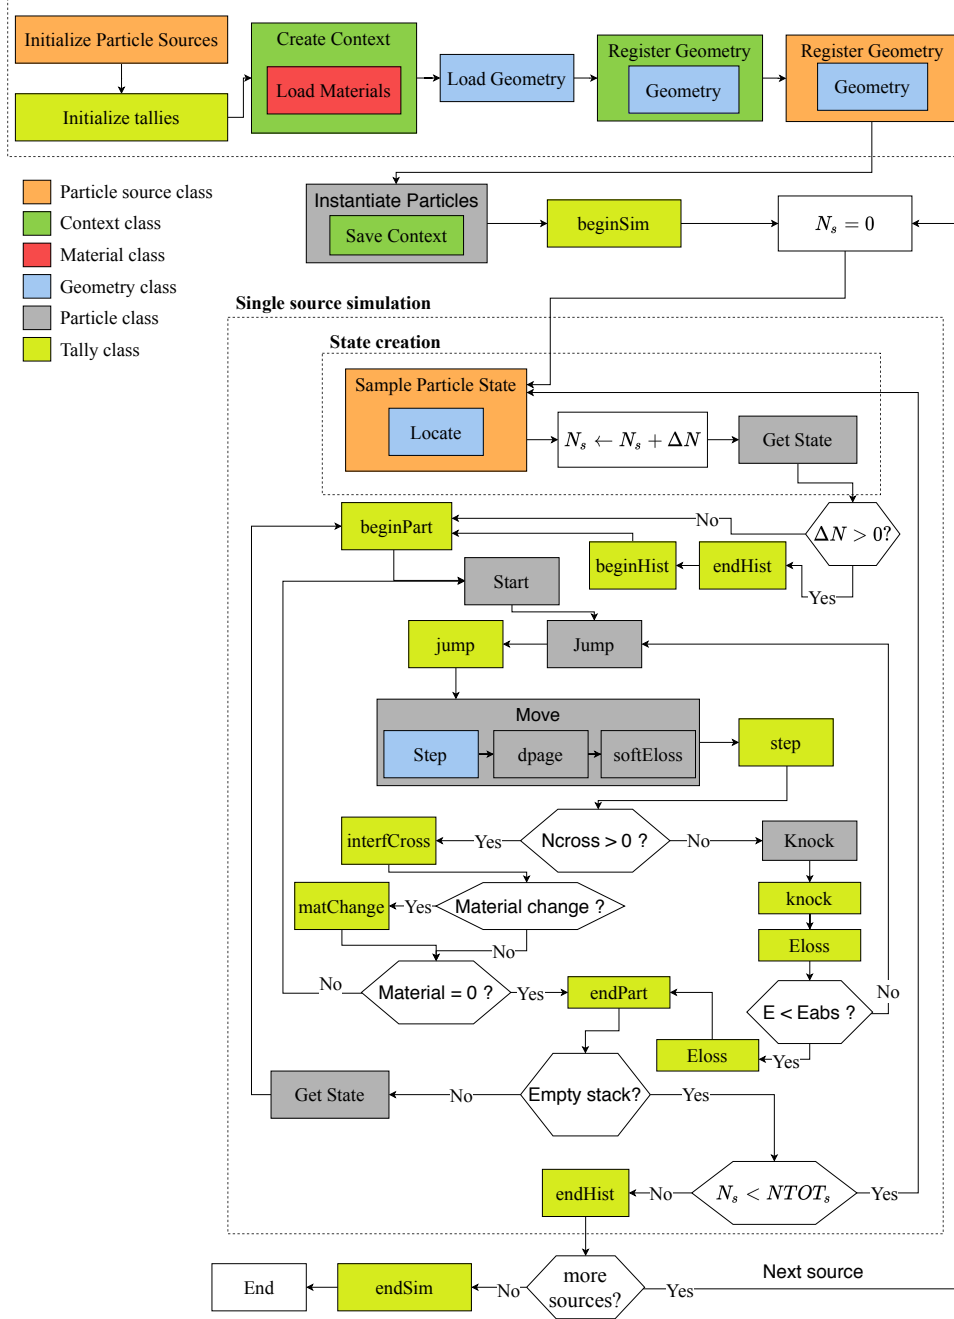 Initialize Particle Sources
Create Context
Load Materials
Load Geometry
Register Geometry
Geometry
Register Geometry
Geometry
Initialize tallies
Particle source class
Context class
Material class
Geometry class
Particle class
Tally class
Instantiate Particles
Save Context
beginSim
N_s = 0
Single source simulation
State creation
Sample Particle State
Locate
N_s ← N_s + ΔN
Get State
beginPart
No
ΔN > 0?
beginHist
endHist
Yes
Start
jump
Jump
Move
Step
dpage
softEloss
step
interfCross
Yes
Ncross > 0 ?
No
Knock
matChange
Yes
Material change ?
knock
No
Eloss
No
Material = 0 ?
Yes
endPart
E < Eabs ?
No
Eloss
Yes
Get State
No
Empty stack?
Yes
endHist
No
N_s < NTOT_s
Yes
End
endSim
No
more
sources?
Yes
Next source